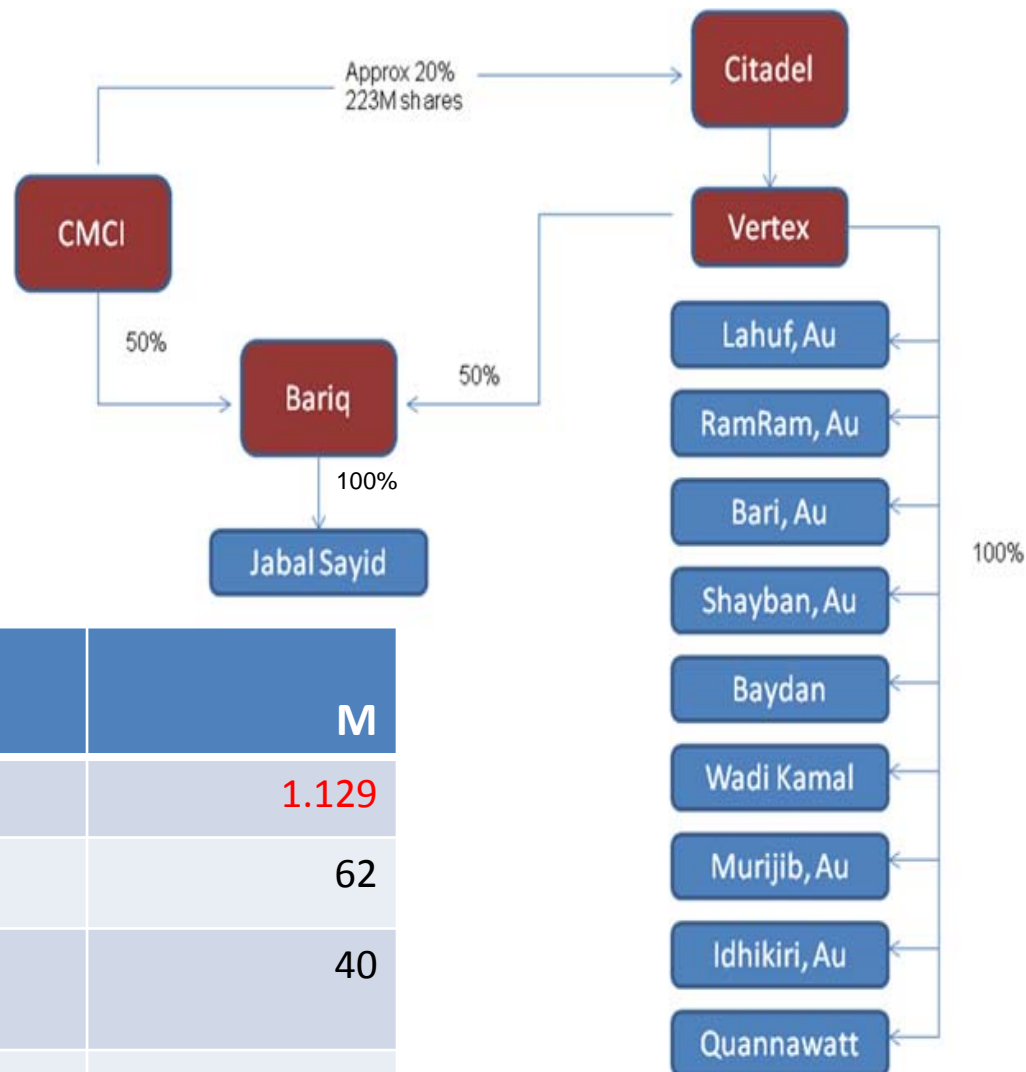 Approx 20%
223M shares
Citadel
CMCI
Vertex
50%
Bariq
50%
100%
Jabal Sayid
Lahuf, Au
RamRam, Au
Bari, Au
Shayban, Au
Baydan
Wadi Kamal
Murijib, Au
Idhikiri, Au
Quannawatt
100%
M
1.129
62
40